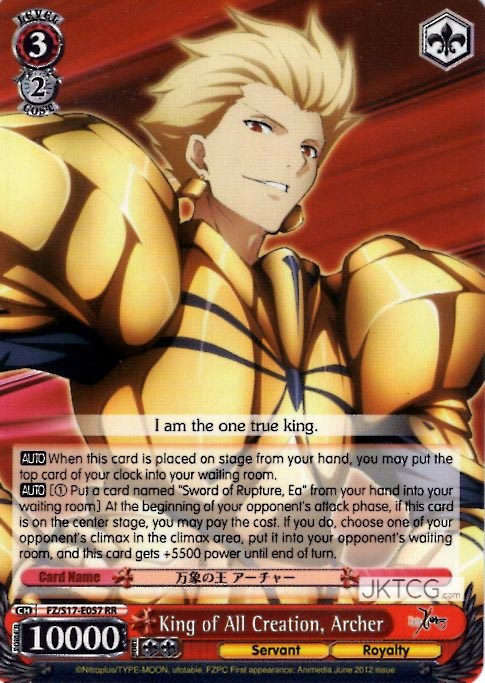 LEVEL
3
2
COST
I am the one true king.
AUTO When this card is placed on stage from your hand, you may put the
top card of your clock into your waiting room.
AUTO [① Put a card named "Sword of Rupture, Ea" from your hand into your
waiting room] At the beginning of your opponent's attack phase, if this card
is on the center stage, you may pay the cost. If you do, choose one of your
opponent's climax in the climax area, put it into your opponent's waiting
room, and this card gets +5500 power until end of turn.
Card Name 万象の王 アーチャー
JKTCG.com
CH FZ/S17-E057 RR
POWER 10000 King of All Creation, Archer
Servant Royalty
©Nitroplus/TYPE-MOON, ufotable, FZPC First appearance: Animedia June 2012 issue